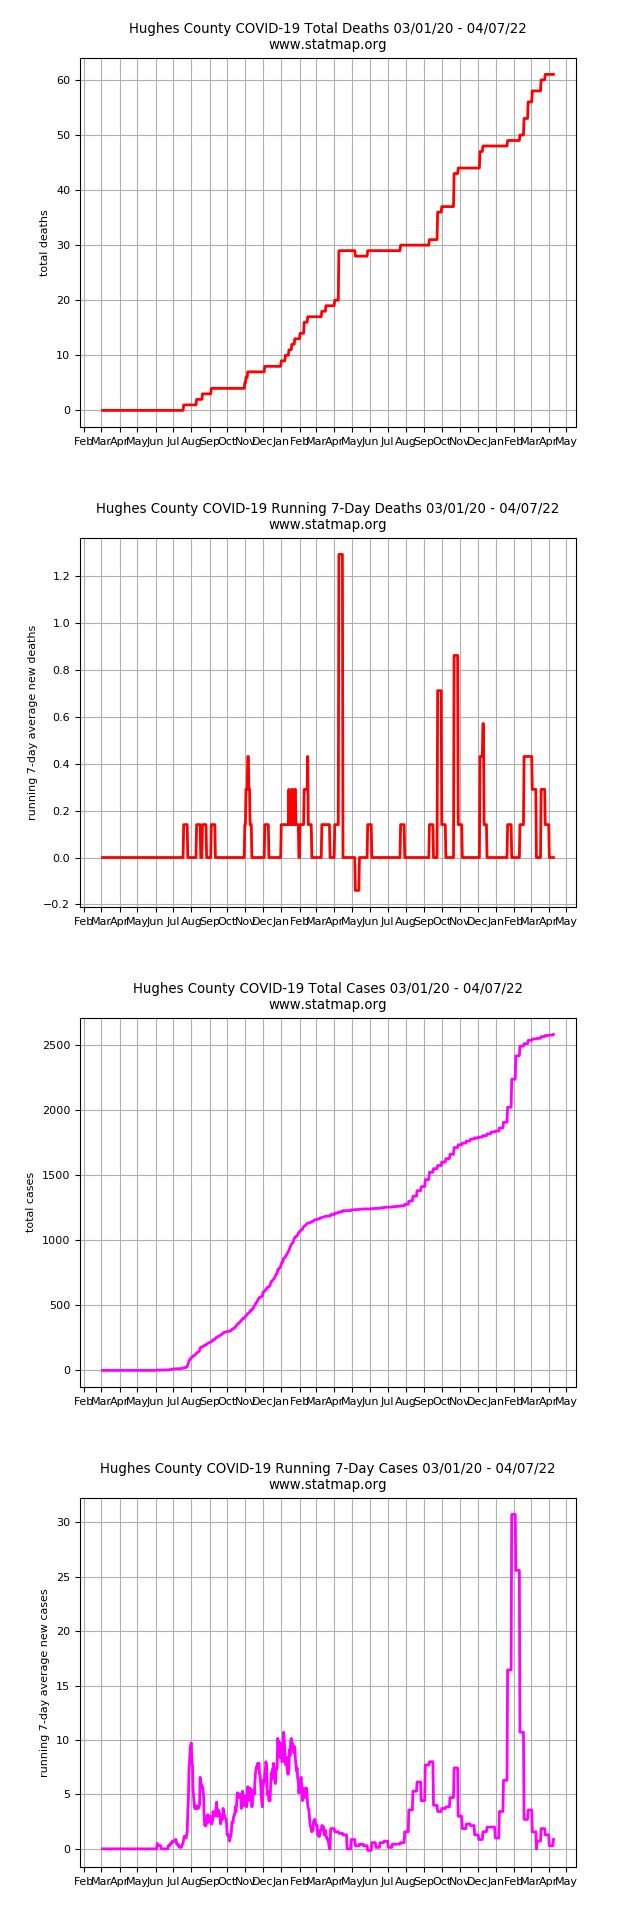 Hughes County COVID-19 Total Deaths 03/01/20 - 04/07/22
www.statmap.org
60
50
40
30
20
10
0
total deaths
Feb Mar Apr May Jun Jul Aug Sep Oct Nov Dec Jan Feb Mar Apr May Jun Jul Aug Sep Oct Nov Dec Jan Feb Mar Apr May
Hughes County COVID-19 Running 7-Day Deaths 03/01/20 - 04/07/22
www.statmap.org
1.2
1.0
0.8
0.6
0.4
0.2
0.0
−0.2
running 7-day average new deaths
Feb Mar Apr May Jun Jul Aug Sep Oct Nov Dec Jan Feb Mar Apr May Jun Jul Aug Sep Oct Nov Dec Jan Feb Mar Apr May
Hughes County COVID-19 Total Cases 03/01/20 - 04/07/22
www.statmap.org
2500
2000
1500
1000
500
0
total cases
Feb Mar Apr May Jun Jul Aug Sep Oct Nov Dec Jan Feb Mar Apr May Jun Jul Aug Sep Oct Nov Dec Jan Feb Mar Apr May
Hughes County COVID-19 Running 7-Day Cases 03/01/20 - 04/07/22
www.statmap.org
30
25
20
15
10
5
0
running 7-day average new cases
Feb Mar Apr May Jun Jul Aug Sep Oct Nov Dec Jan Feb Mar Apr May Jun Jul Aug Sep Oct Nov Dec Jan Feb Mar Apr May